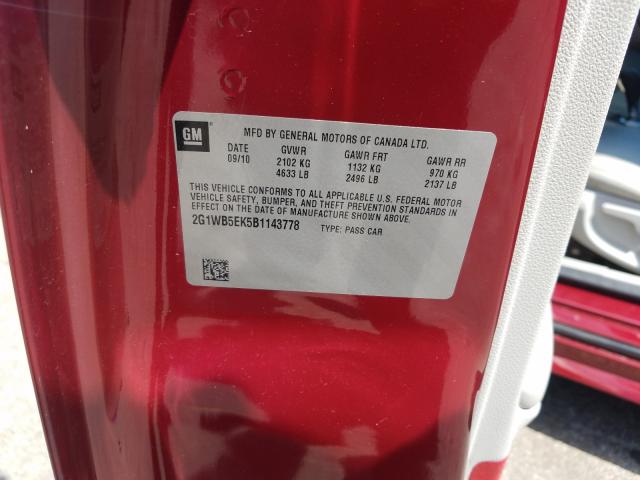 GM
MFD BY GENERAL MOTORS OF CANADA LTD.
DATE GVWR GAWR FRT GAWR RR
09/10 2102 KG 1132 KG 970 KG
4633 LB 2496 LB 2137 LB
THIS VEHICLE CONFORMS TO ALL APPLICABLE U.S. FEDERAL MOTOR
VEHICLE SAFETY, BUMPER, AND THEFT PREVENTION STANDARDS
IN EFFECT ON THE DATE OF MANUFACTURE SHOWN ABOVE.
2G1WB5EK5B1143778 TYPE: PASS CAR